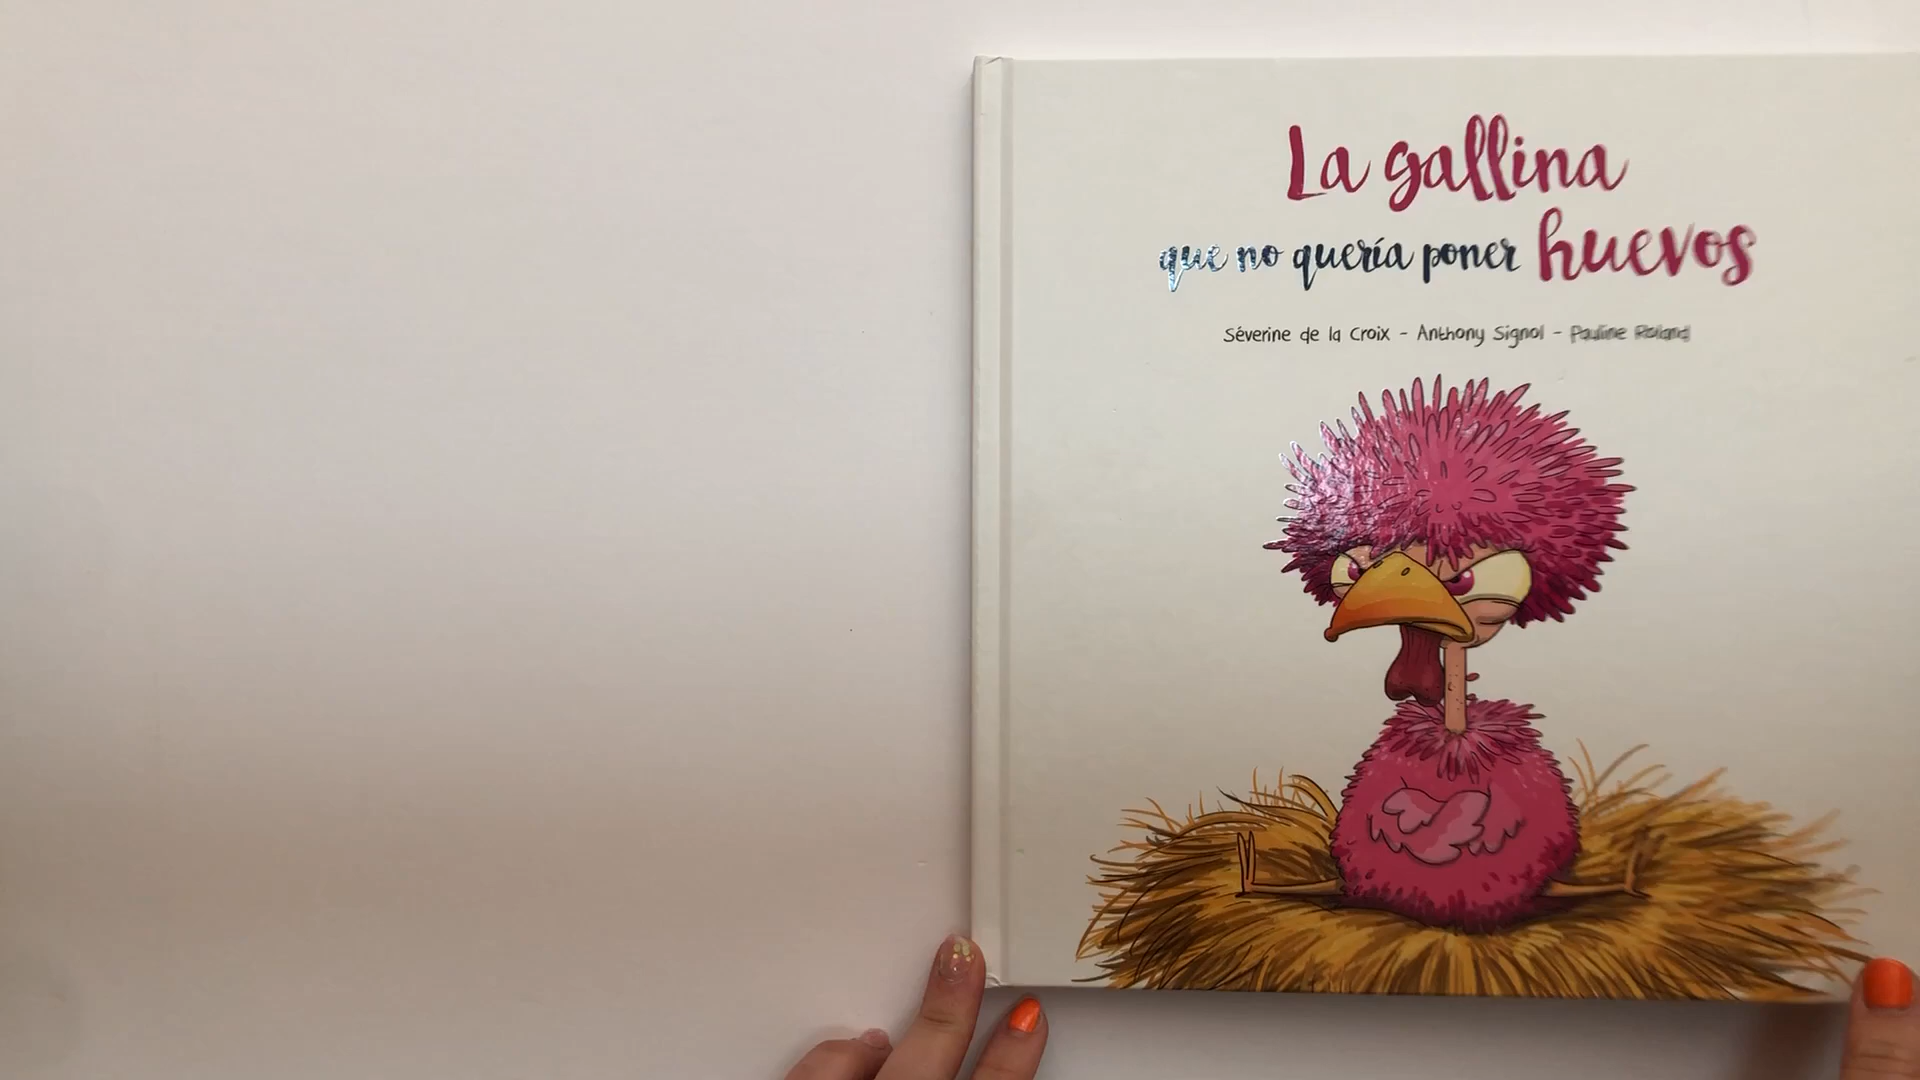 La gallina
que no quería poner huevos
Séverine de la Croix - Anthony Signol - Pauline Roland